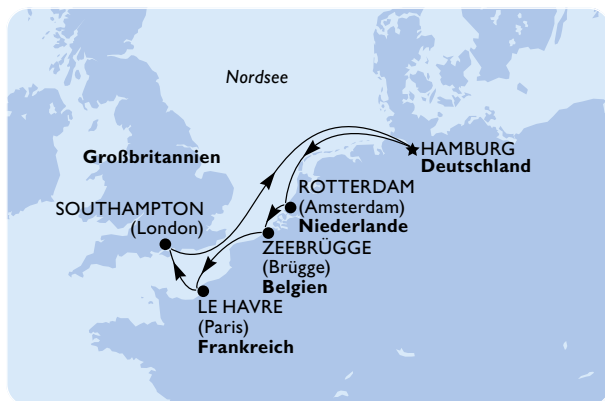 Nordsee
Großbritannien
HAMBURG
Deutschland
ROTTERDAM
(Amsterdam)
Niederlande
SOUTHAMPTON
(London)
ZEEBRÜGGE
(Brügge)
Belgien
LE HAVRE
(Paris)
Frankreich